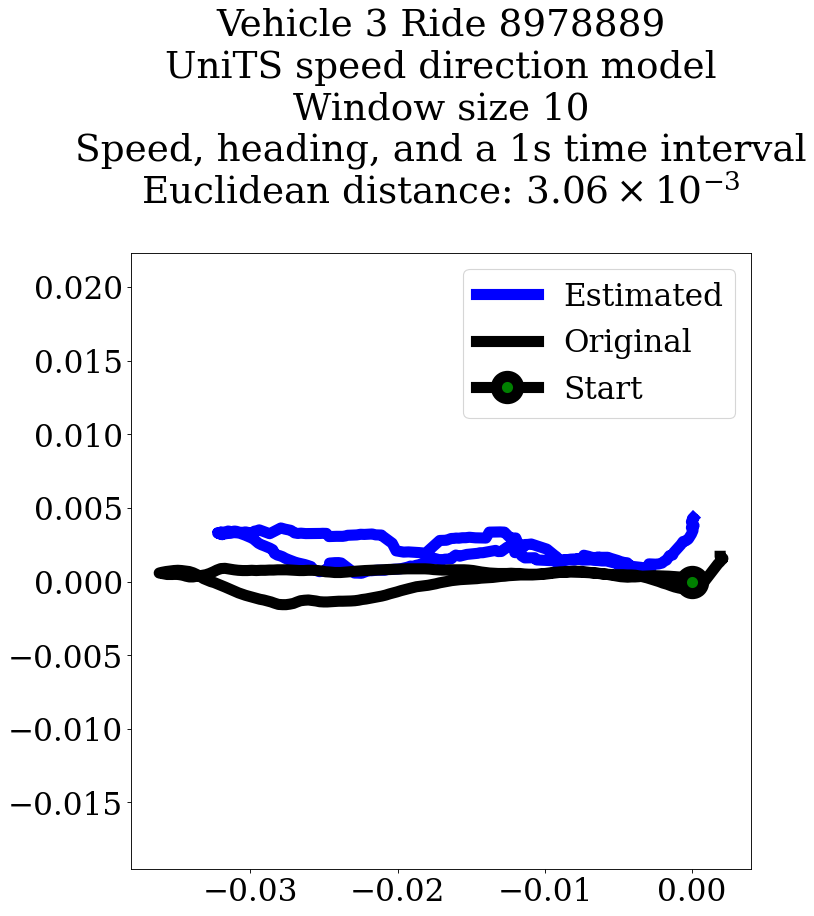 Vehicle 3 Ride 8978889
UniTS speed direction model
Window size 10
Speed, heading, and a 1s time interval
Euclidean distance: 3.06 × 10⁻³
Estimated
Original
Start
0.020
0.015
0.010
0.005
0.000
−0.005
−0.010
−0.015
−0.03
−0.02
−0.01
0.00